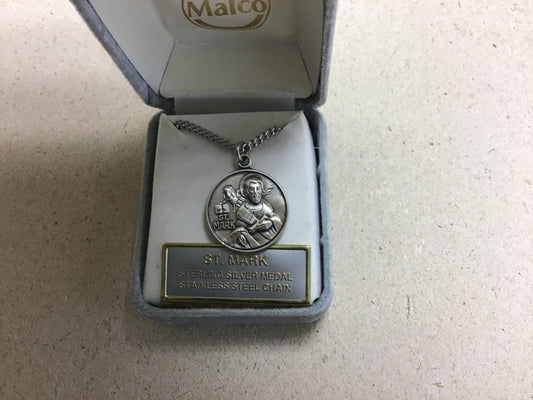 Malco
ST.
MARK
ST. MARK
STERLING SILVER MEDAL
STAINLESS STEEL CHAIN